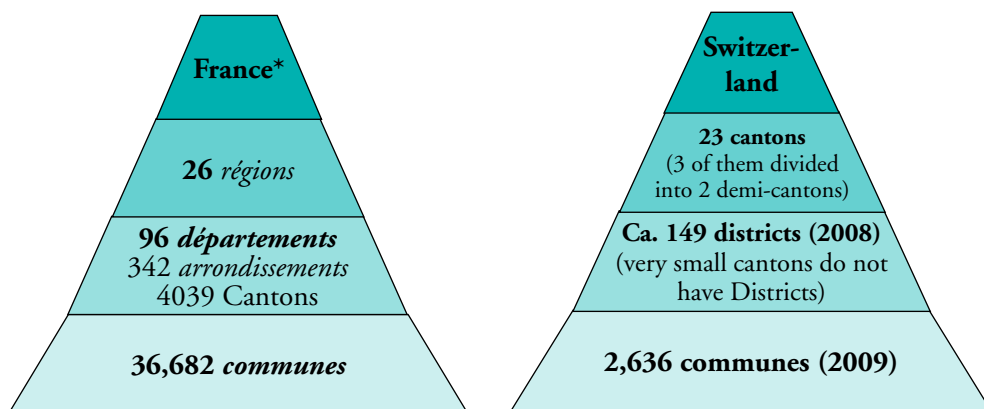 France*
26 régions
96 départements
342 arrondissements
4039 Cantons
36,682 communes
Switzer-
land
23 cantons
(3 of them divided
into 2 demi-cantons)
Ca. 149 districts (2008)
(very small cantons do not
have Districts)
2,636 communes (2009)